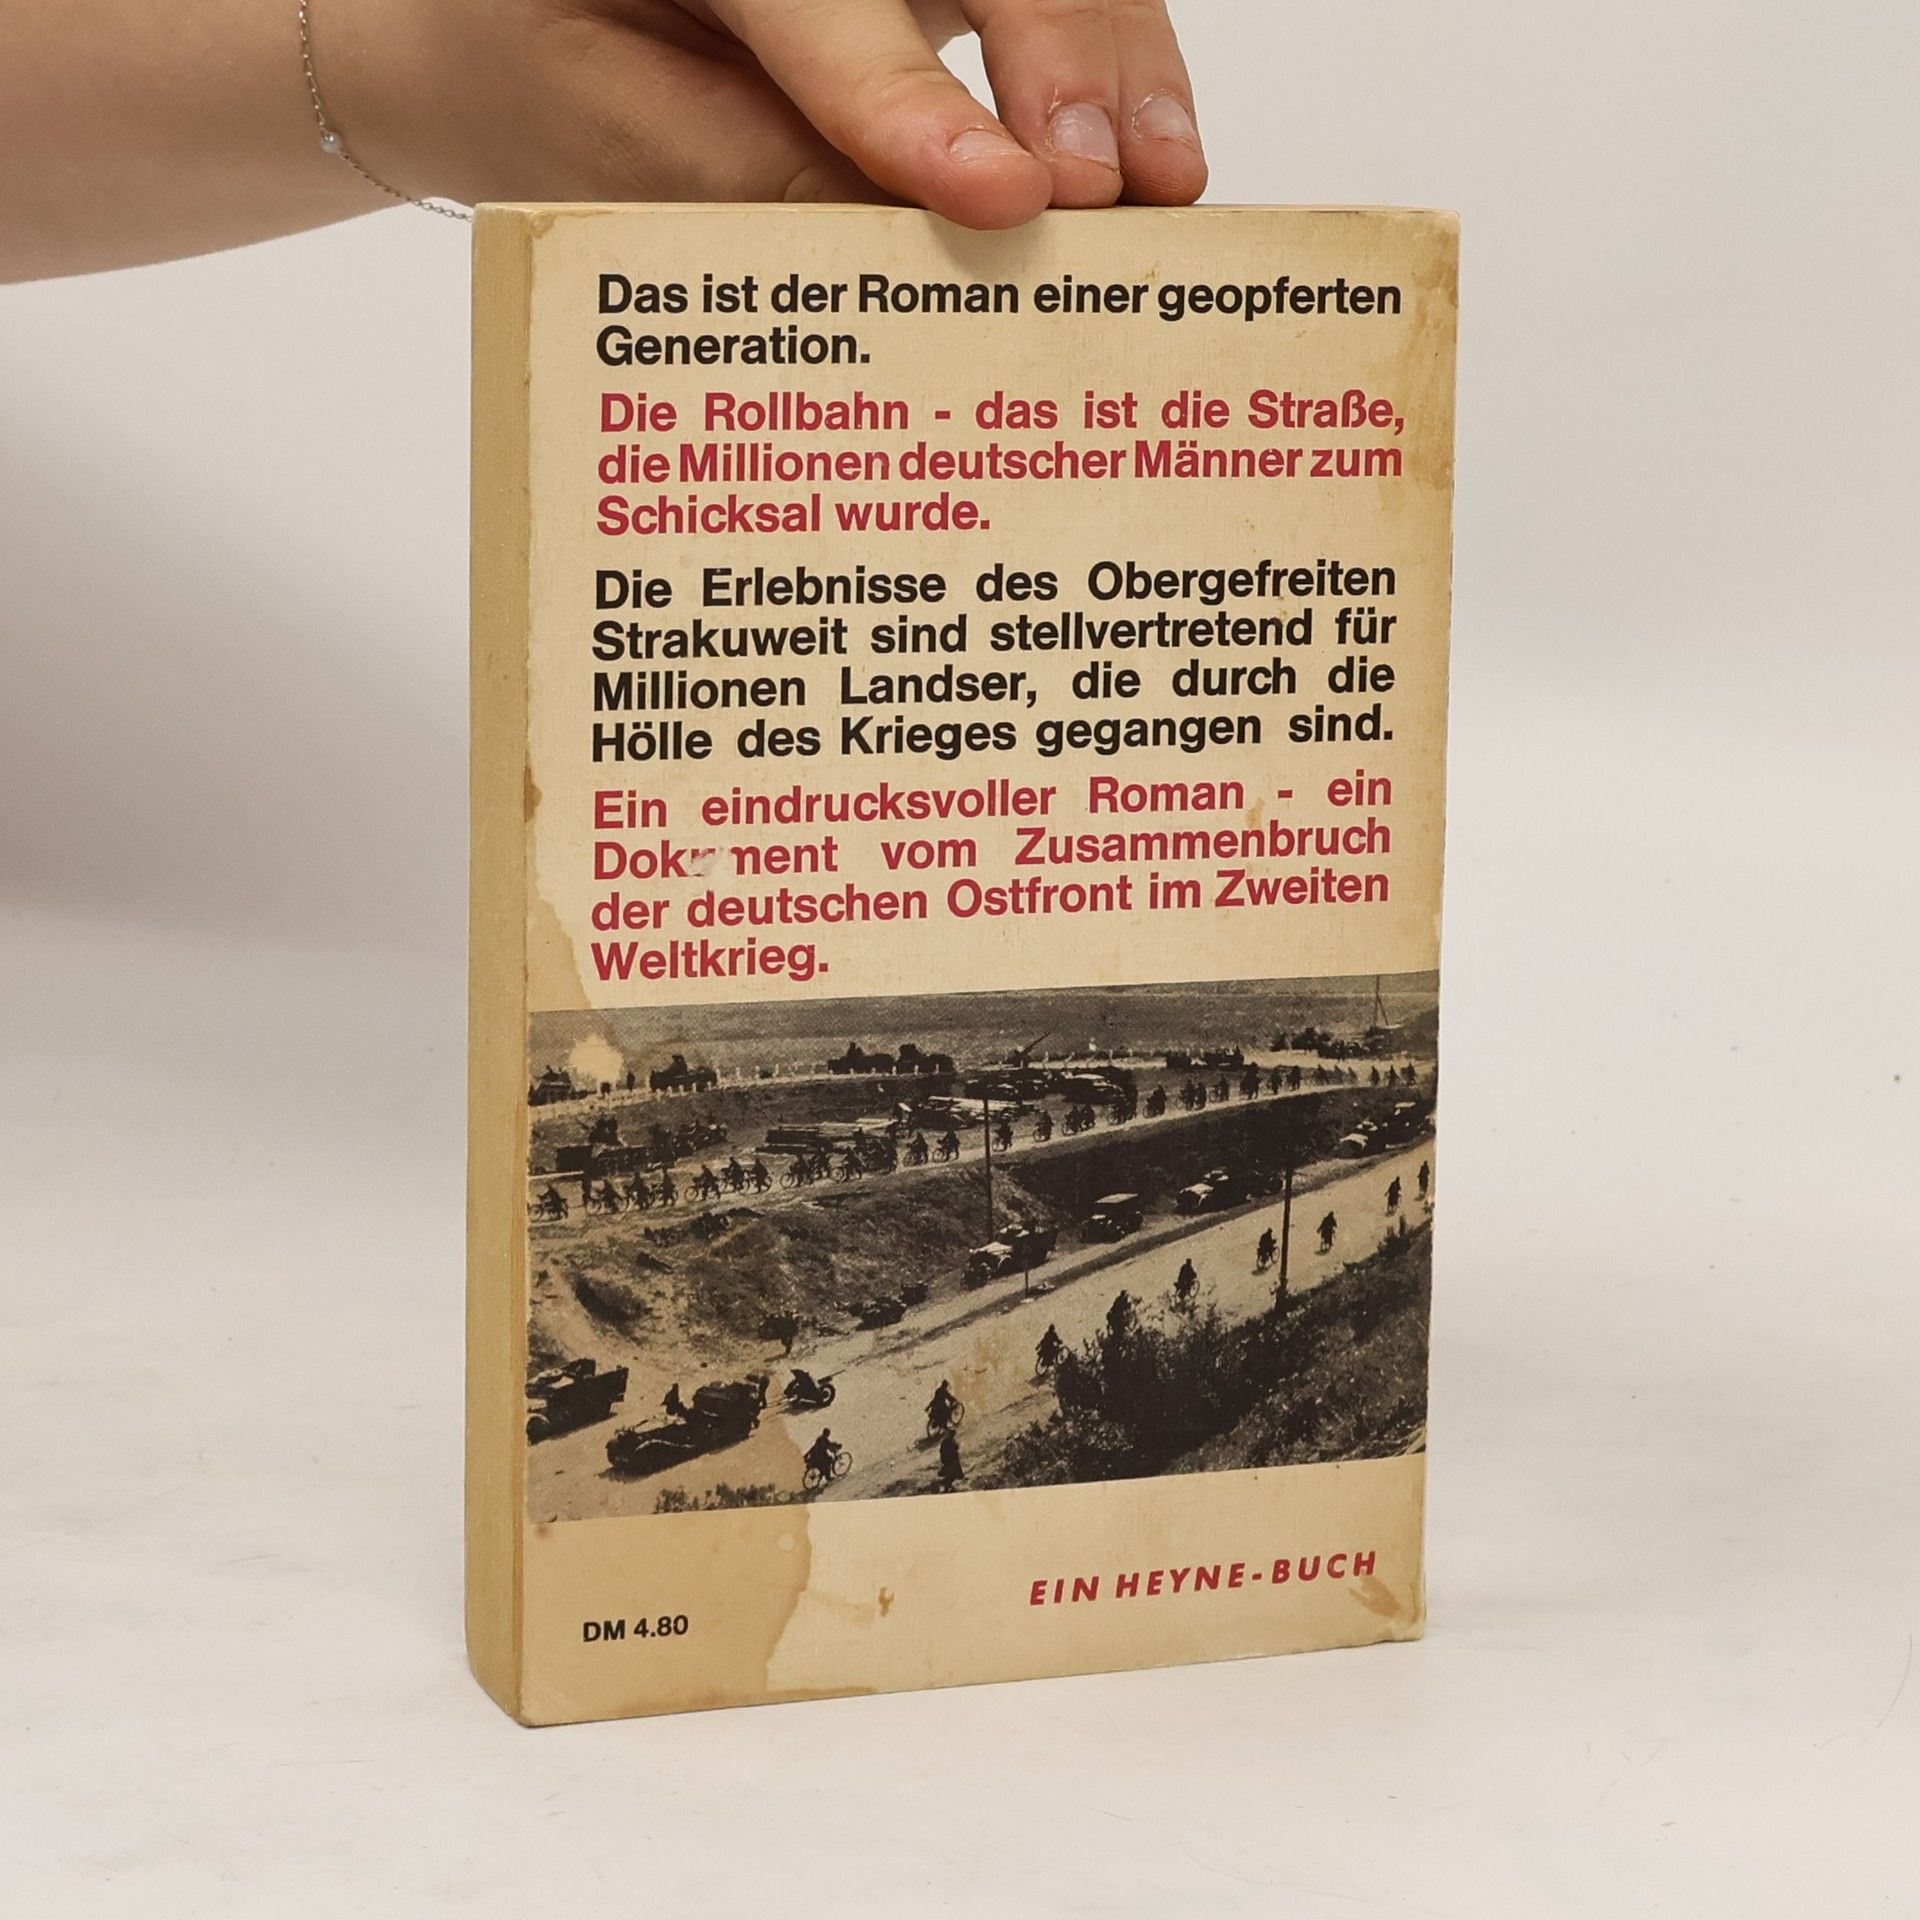 Das ist der Roman einer geopferten
Generation.
Die Rollbahn - das ist die Straße,
die Millionen deutscher Männer zum
Schicksal wurde.
Die Erlebnisse des Obergefreiten
Strakuweit sind stellvertretend für
Millionen Landser, die durch die
Hölle des Krieges gegangen sind.
Ein eindrucksvoller Roman - ein
Dokument vom Zusammenbruch
der deutschen Ostfront im Zweiten
Weltkrieg.
EIN HEYNE-BUCH
DM 4.80